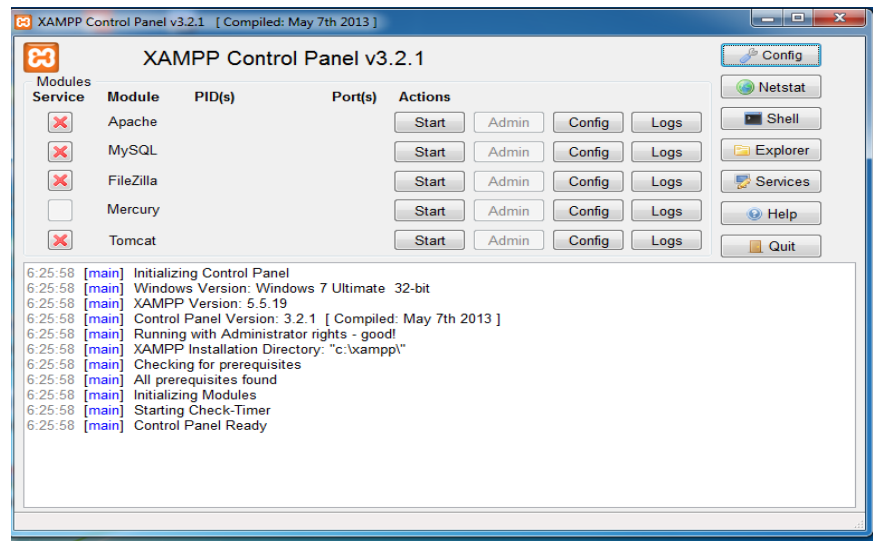 XAMPP Control Panel v3.2.1 [ Compiled: May 7th 2013 ]
XAMPP Control Panel v3.2.1
Config
Modules
Service Module PID(s) Port(s) Actions
Netstat
Apache Start Admin Config Logs
Shell
MySQL Start Admin Config Logs
Explorer
FileZilla Start Admin Config Logs
Services
Mercury Start Admin Config Logs
Help
Tomcat Start Admin Config Logs
Quit
6:25:58 [main] Initializing Control Panel
6:25:58 [main] Windows Version: Windows 7 Ultimate 32-bit
6:25:58 [main] XAMPP Version: 5.5.19
6:25:58 [main] Control Panel Version: 3.2.1 [ Compiled: May 7th 2013 ]
6:25:58 [main] Running with Administrator rights - good!
6:25:58 [main] XAMPP Installation Directory: "c:\xampp\"
6:25:58 [main] Checking for prerequisites
6:25:58 [main] All prerequisites found
6:25:58 [main] Initializing Modules
6:25:58 [main] Starting Check-Timer
6:25:58 [main] Control Panel Ready